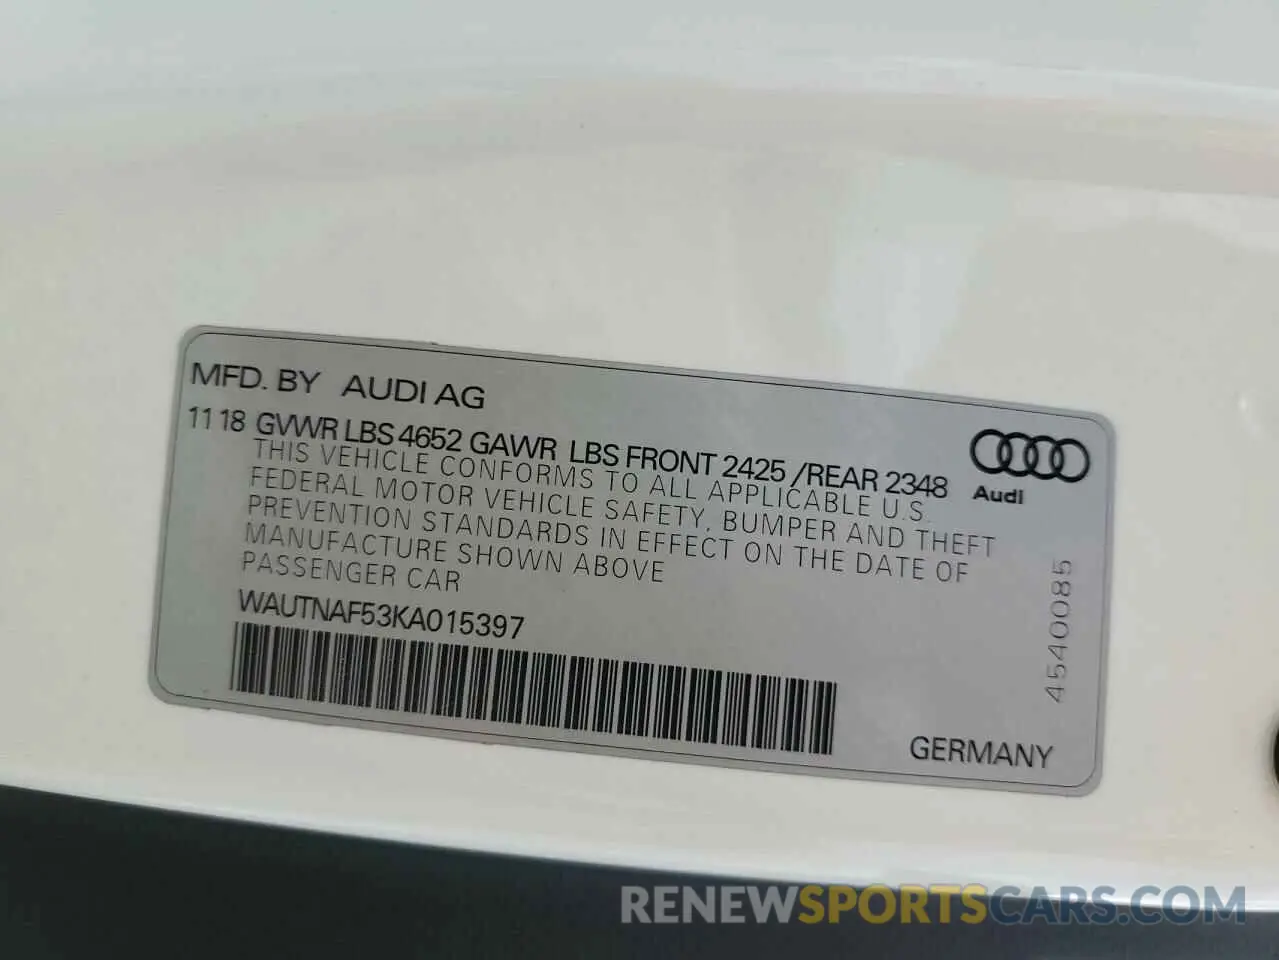 MFD. BY AUDI AG
1118 GVWR LBS 4652 GAWR LBS FRONT 2425 /REAR 2348
THIS VEHICLE CONFORMS TO ALL APPLICABLE U.S.
FEDERAL MOTOR VEHICLE SAFETY, BUMPER AND THEFT
PREVENTION STANDARDS IN EFFECT ON THE DATE OF
MANUFACTURE SHOWN ABOVE
PASSENGER CAR
WAUTNAF53KA015397
Audi
4540085
GERMANY
RENEWSPORTSCARS.COM